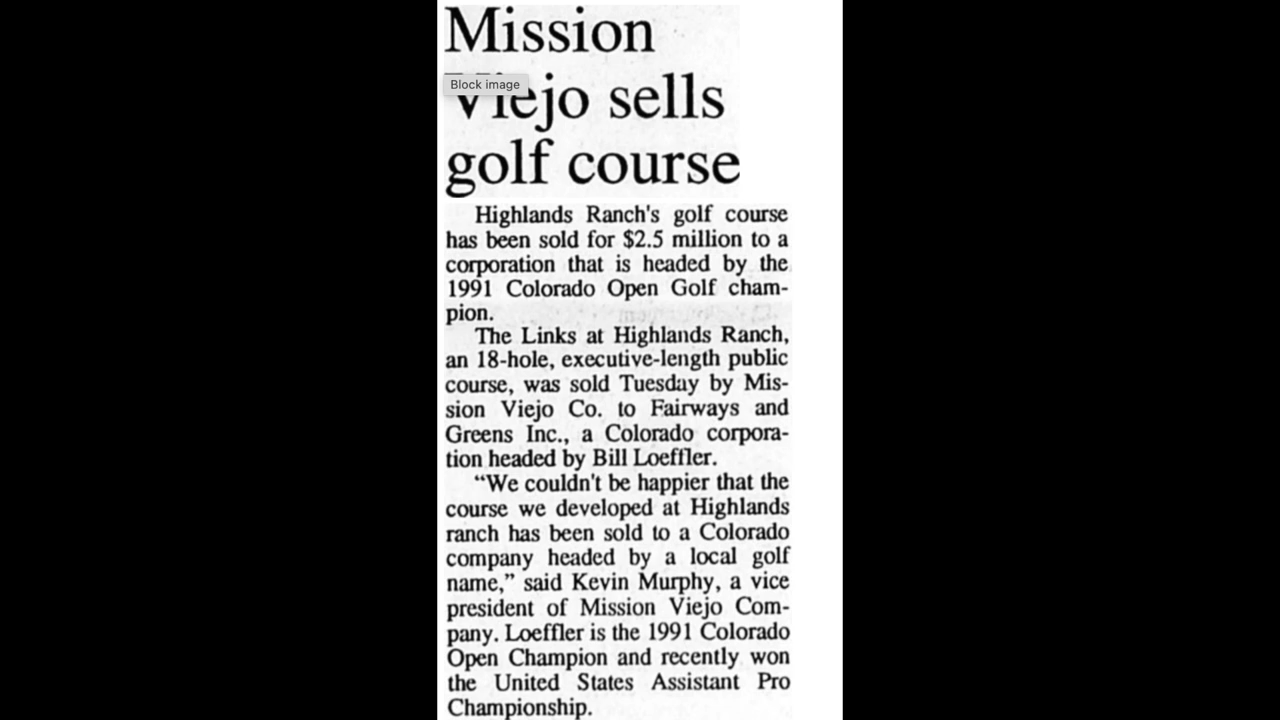 Mission
Viejo sells
Block image
golf course
Highlands Ranch's golf course
has been sold for $2.5 million to a
corporation that is headed by the
1991 Colorado Open Golf cham-
pion.
The Links at Highlands Ranch,
an 18-hole, executive-length public
course, was sold Tuesday by Mis-
sion Viejo Co. to Fairways and
Greens Inc., a Colorado corpora-
tion headed by Bill Loeffler.
“We couldn't be happier that the
course we developed at Highlands
ranch has been sold to a Colorado
company headed by a local golf
name,” said Kevin Murphy, a vice
president of Mission Viejo Com-
pany. Loeffler is the 1991 Colorado
Open Champion and recently won
the United States Assistant Pro
Championship.